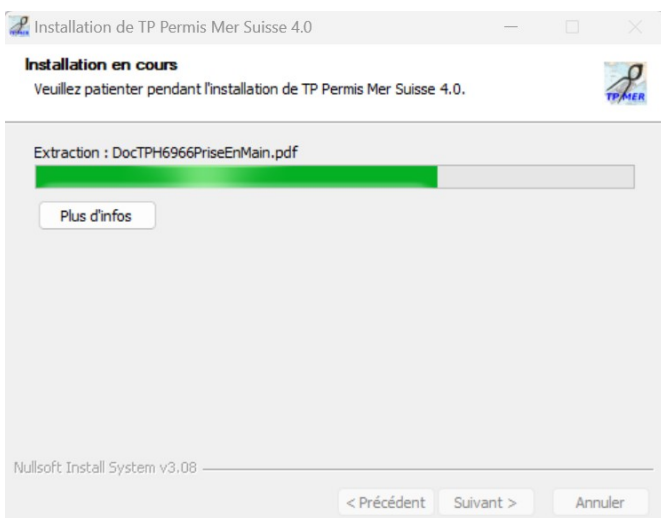 Installation de TP Permis Mer Suisse 4.0
Installation en cours
Veuillez patienter pendant l'installation de TP Permis Mer Suisse 4.0.
TP MER
Extraction : DocTPH6966PriseEnMain.pdf
Plus d'infos
Nullsoft Install System v3.08
< Précédent Suivant > Annuler